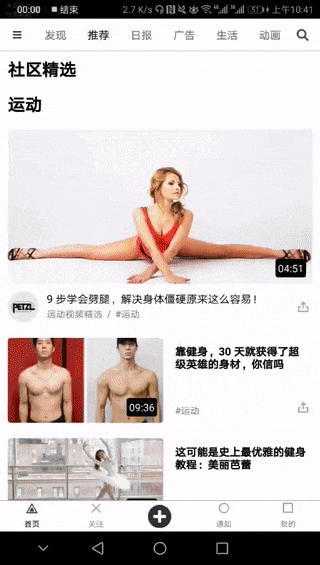 00:00 结束 2.7 K/s 51 上午10:41
发现 推荐 日报 广告 生活 动画
社区精选
运动
04:51
PETZL
9 步学会劈腿，解决身体僵硬原来这么容易！
运动视频精选 / #运动
09:36
靠健身，30 天就获得了超
级英雄的身材，你信吗
#运动
这可能是史上最优雅的健身
教程：美丽芭蕾
首页 关注 通知 我的